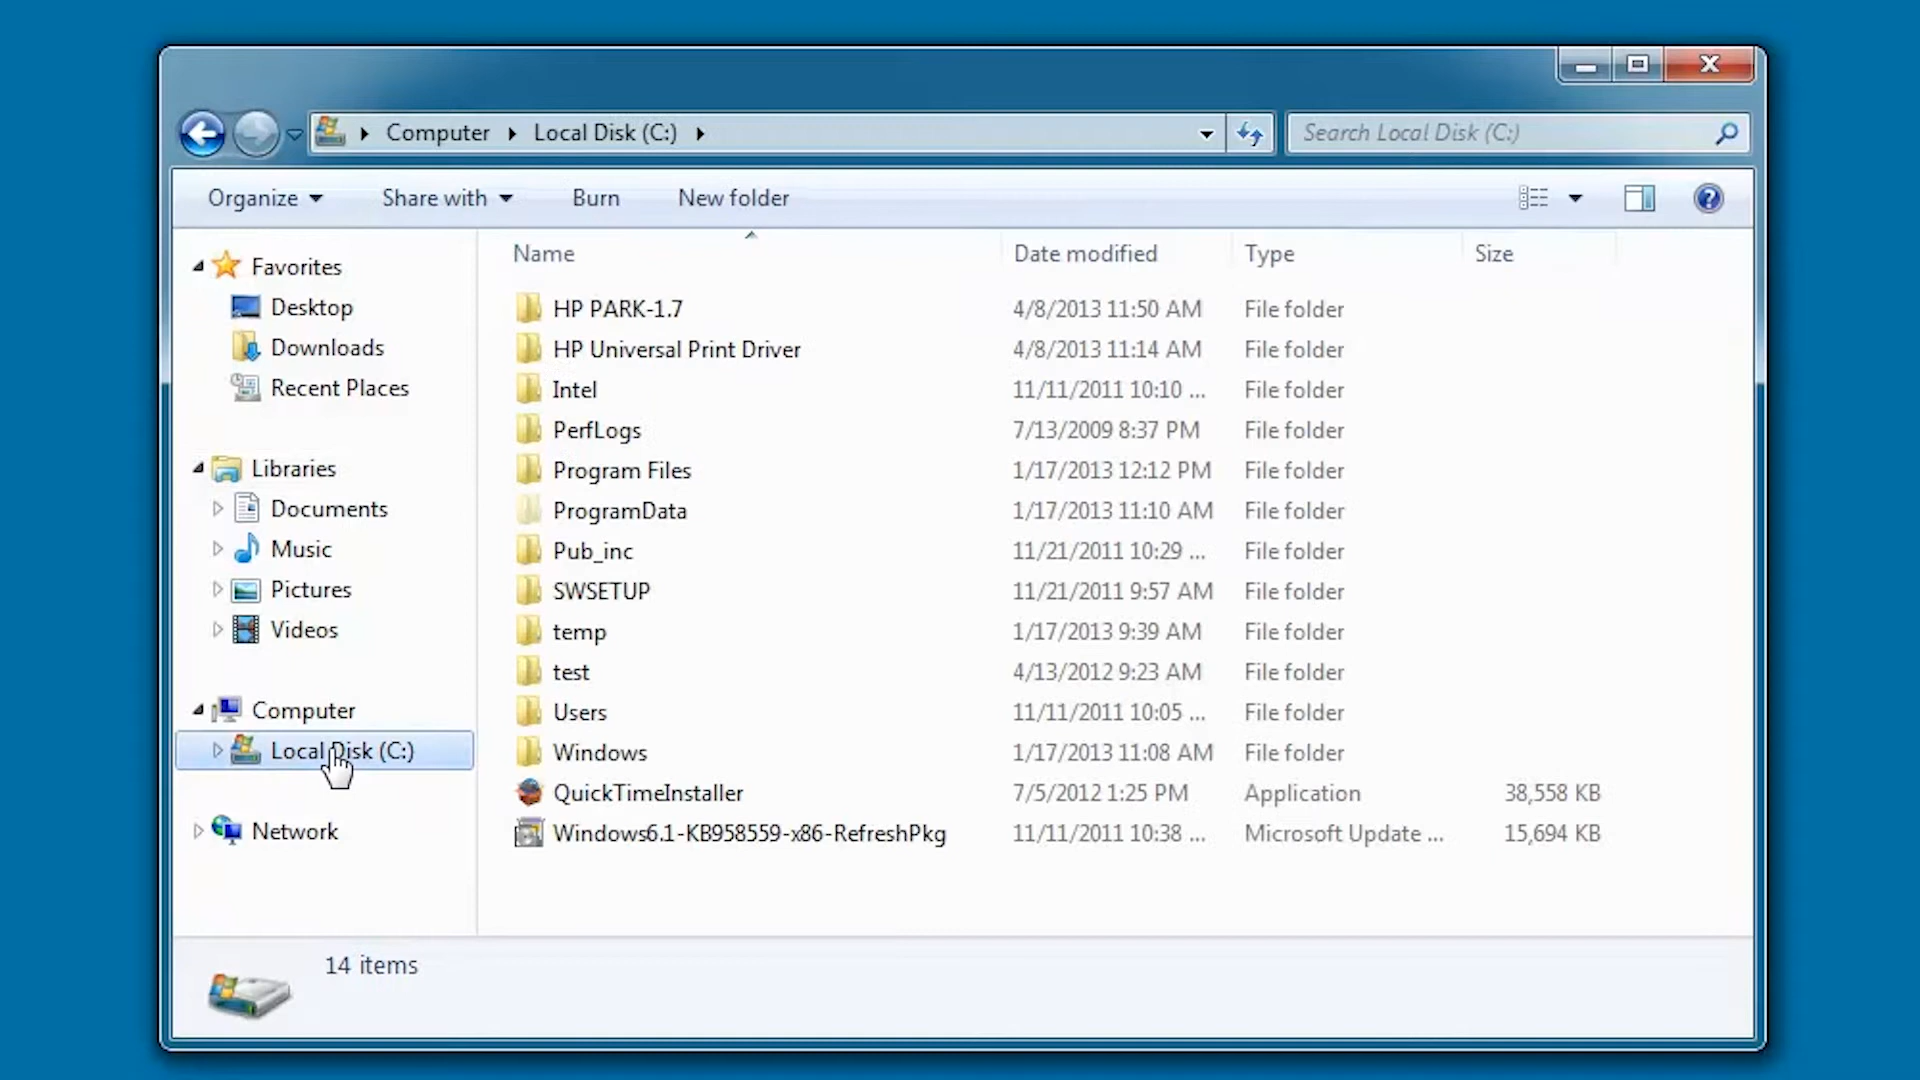 Computer Local Disk (C:) Search Local Disk (C:)
Organize Share with Burn New folder
Name Date modified Type Size
Favorites
Desktop
Downloads
Recent Places
Libraries
Documents
Music
Pictures
Videos
Computer
Local Disk (C:)
Network
HP PARK-1.7 4/8/2013 11:50 AM File folder
HP Universal Print Driver 4/8/2013 11:14 AM File folder
Intel 11/11/2011 10:10 ... File folder
PerfLogs 7/13/2009 8:37 PM File folder
Program Files 1/17/2013 12:12 PM File folder
ProgramData 1/17/2013 11:10 AM File folder
Pub_inc 11/21/2011 10:29 ... File folder
SWSETUP 11/21/2011 9:57 AM File folder
temp 1/17/2013 9:39 AM File folder
test 4/13/2012 9:23 AM File folder
Users 11/11/2011 10:05 ... File folder
Windows 1/17/2013 11:08 AM File folder
QuickTimeInstaller 7/5/2012 1:25 PM Application 38,558 KB
Windows6.1-KB958559-x86-RefreshPkg 11/11/2011 10:38 ... Microsoft Update ... 15,694 KB
14 items